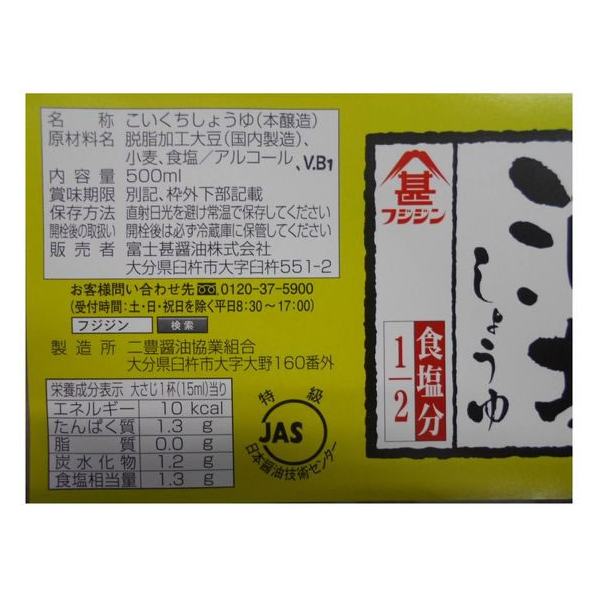 名称 こいくちしょうゆ(本醸造)
原材料名 脱脂加工大豆(国内製造)、
小麦、食塩/アルコール、V.B1
内容量 500ml
賞味期限 別記、枠外下部記載
保存方法 直射日光を避け常温で保存してください
開栓後の取扱い 開栓後は必ず冷蔵庫に保管してください
販売者 富士甚醤油株式会社
大分県臼杵市大字臼杵551-2
お客様問い合わせ先 0120-37-5900
(受付時間:土・日・祝日を除く平日8:30〜17:00)
フジジン 検索
製造所 二豊醤油協業組合
大分県臼杵市大字大野160番外
栄養成分表示 大さじ1杯(15ml)当り
エネルギー 10 kcal
たんぱく質 1.3 g
脂質 0.0 g
炭水化物 1.2 g
食塩相当量 1.3 g
特級
JAS
日本醤油技術センター
甚
フジジン
しょうゆ
食塩分
1/2